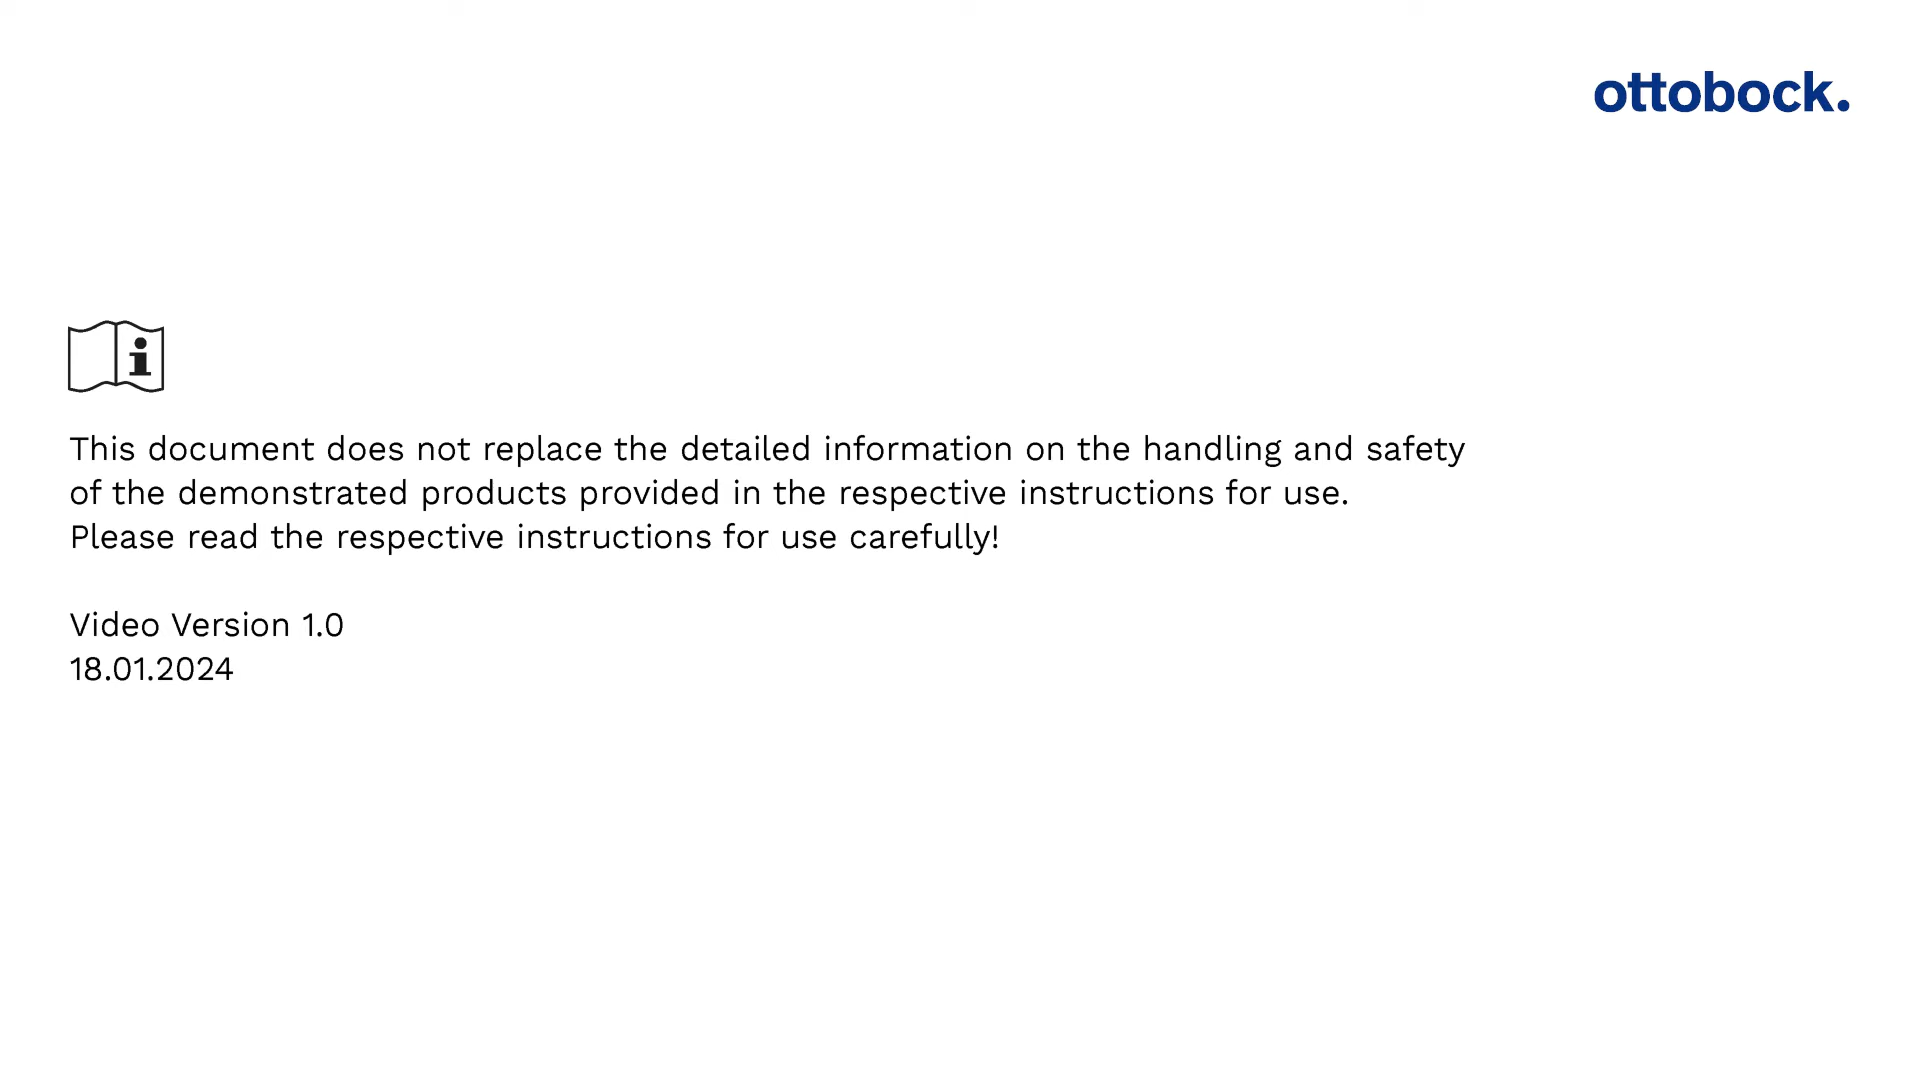 ottobock.
i
This document does not replace the detailed information on the handling and safety
of the demonstrated products provided in the respective instructions for use.
Please read the respective instructions for use carefully!
Video Version 1.0
18.01.2024